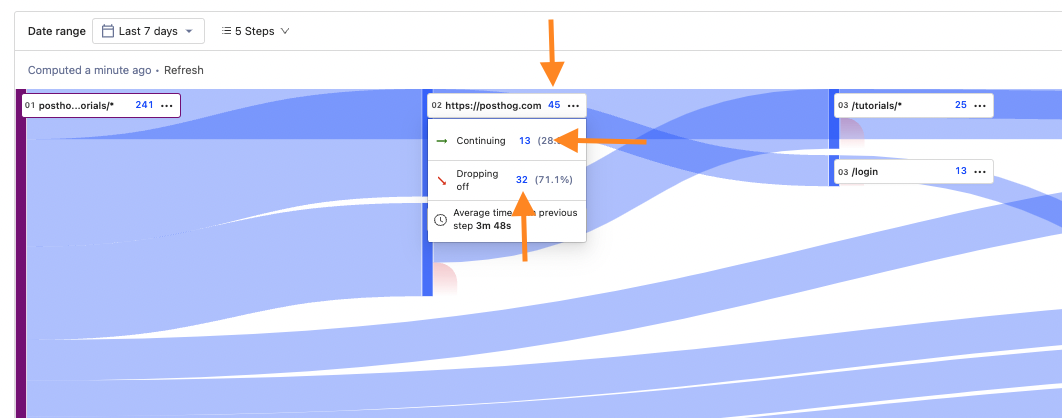 Date range Last 7 days 5 Steps
Computed a minute ago • Refresh
01 postho...orials/* 241 •••
02 https://posthog.com 45 •••
Continuing 13 (28.
Dropping
off
32 (71.1%)
Average time previous
step 3m 48s
03 /tutorials/* 25 •••
03 /login 13 •••